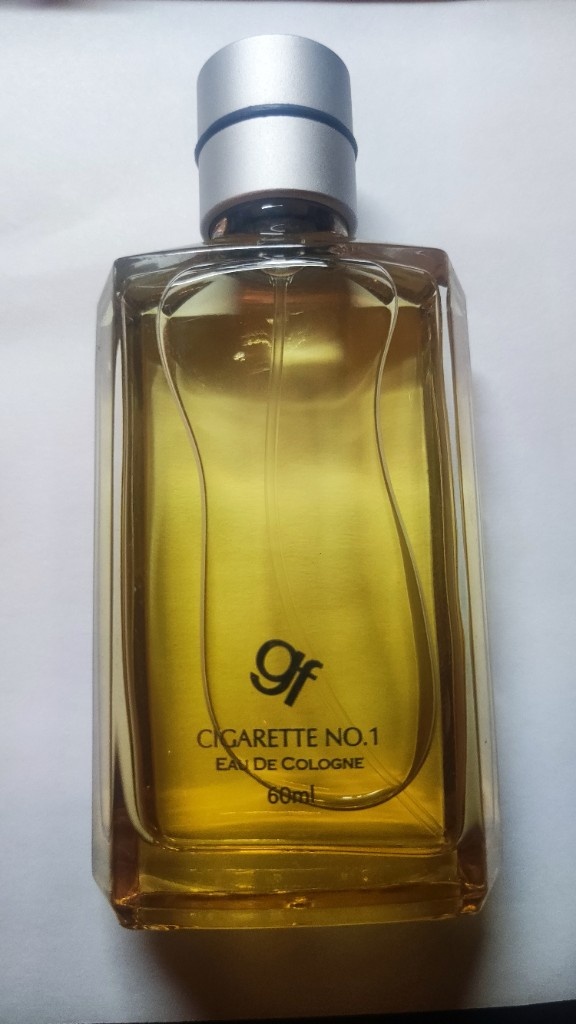 gf
CIGARETTE NO.1
EAU DE COLOGNE
60ml